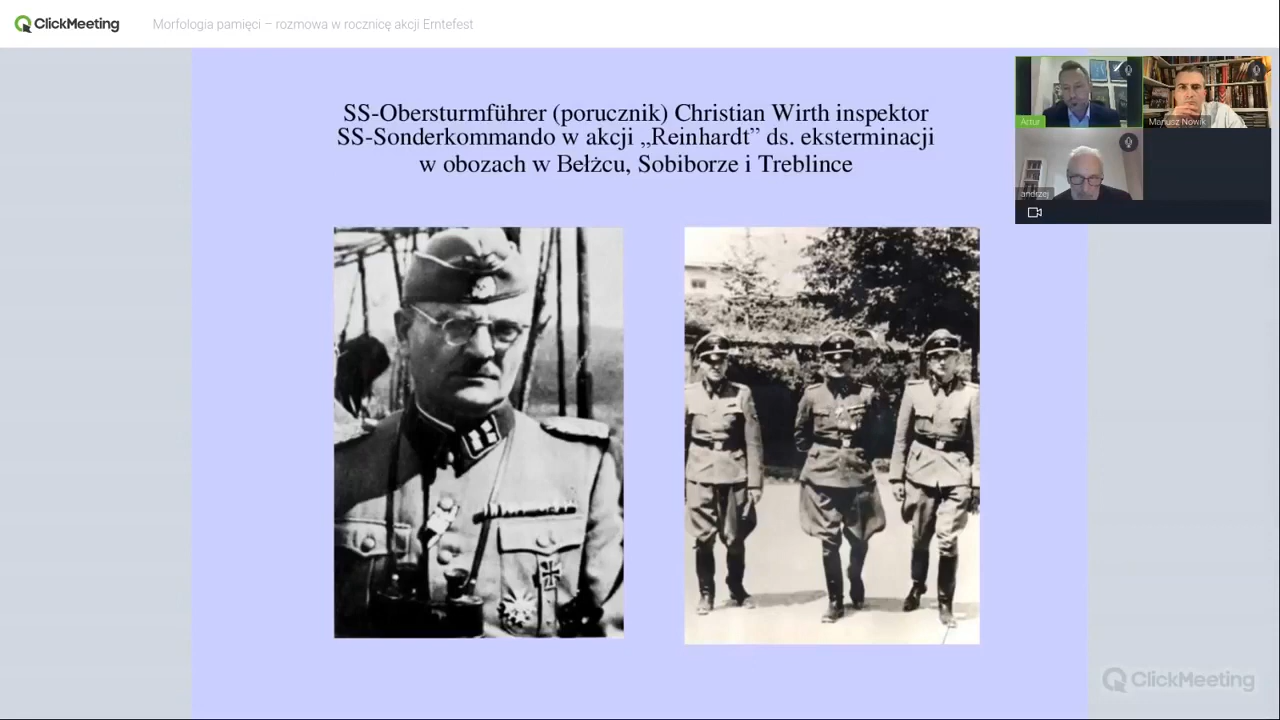 ClickMeeting
Morfologia pamięci – rozmowa w rocznicę akcji Erntefest
SS-Obersturmführer (porucznik) Christian Wirth inspektor
SS-Sonderkommando w akcji „Reinhardt” ds. eksterminacji
w obozach w Bełżcu, Sobiborze i Treblince
Artur
Mariusz Nowik
andrzej
ClickMeeting